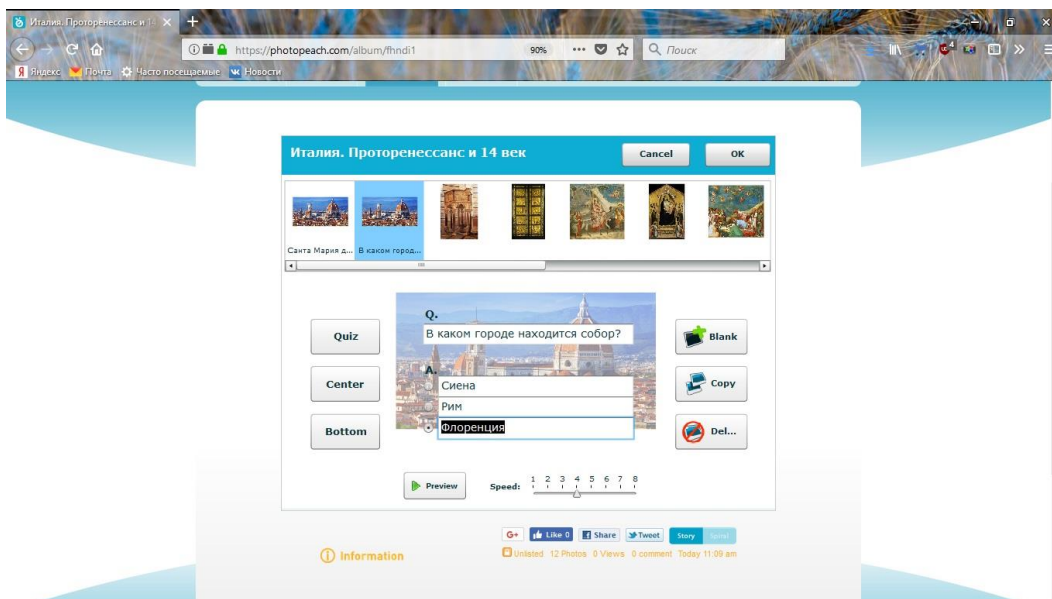 Италия. Проторенессанс и 1
https://photopeach.com/album/fhndi1
90%
Поиск
Яндекс Почта Часто посещаемые Новости
Италия. Проторенессанс и 14 век
Cancel OK
Санта Мария д... В каком город...
Q.
В каком городе находится собор?
A.
Сиена
Рим
Флоренция
Quiz
Center
Bottom
Blank
Copy
Del...
Preview
Speed: 1 2 3 4 5 6 7 8
G+ Like 0 Share Tweet Story Spiral
Information
Unlisted 12 Photos 0 Views 0 comment Today 11:09 am